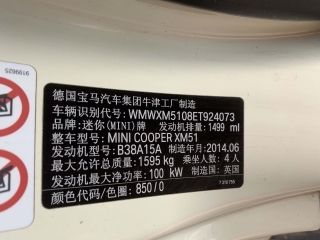 德国宝马汽车集团牛津工厂制造
车辆识别代号: WMWXM5108ET924073
品牌: 迷你(MINI)牌 发动机排量: 1499 ml
整车型号: MINI COOPER XM51
发动机型号: B38A15A 制造年月: 2014.06
最大允许总质量: 1595 kg 乘坐人数: 4 人
发动机最大净功率: 100 kW 制造国: 英国
颜色代码/色圈: 850/0